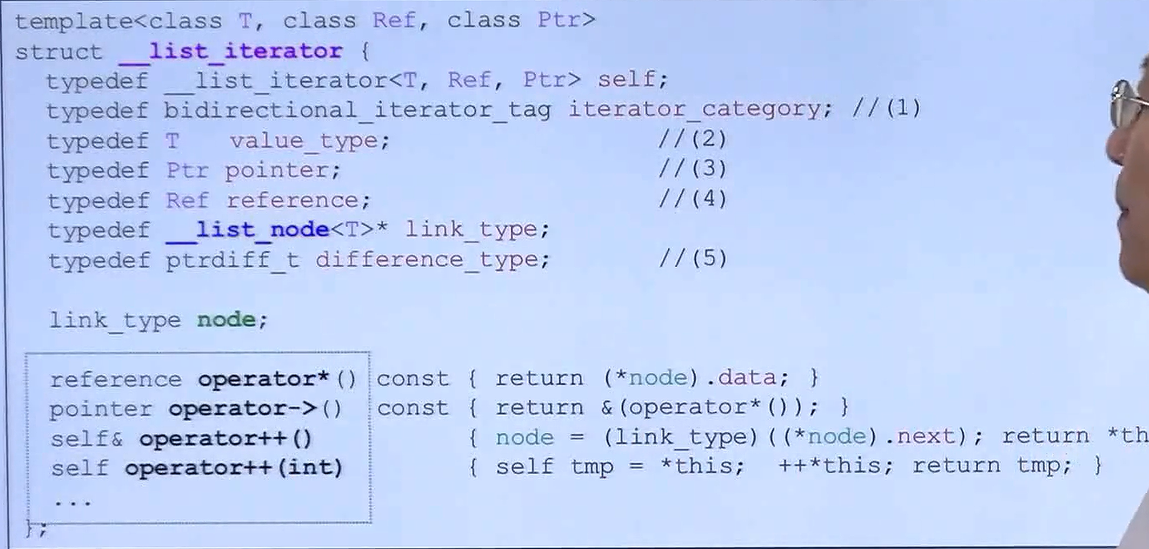 template<class T, class Ref, class Ptr>
struct __list_iterator {
typedef __list_iterator<T, Ref, Ptr> self;
typedef bidirectional_iterator_tag iterator_category; //(1)
typedef T value_type; //(2)
typedef Ptr pointer; //(3)
typedef Ref reference; //(4)
typedef __list_node<T>* link_type;
typedef ptrdiff_t difference_type; //(5)
link_type node;
reference operator*() const { return (*node).data; }
pointer operator->() const { return &(operator*()); }
self& operator++() { node = (link_type)((*node).next); return *th
self operator++(int) { self tmp = *this; ++*this; return tmp; }
...
};